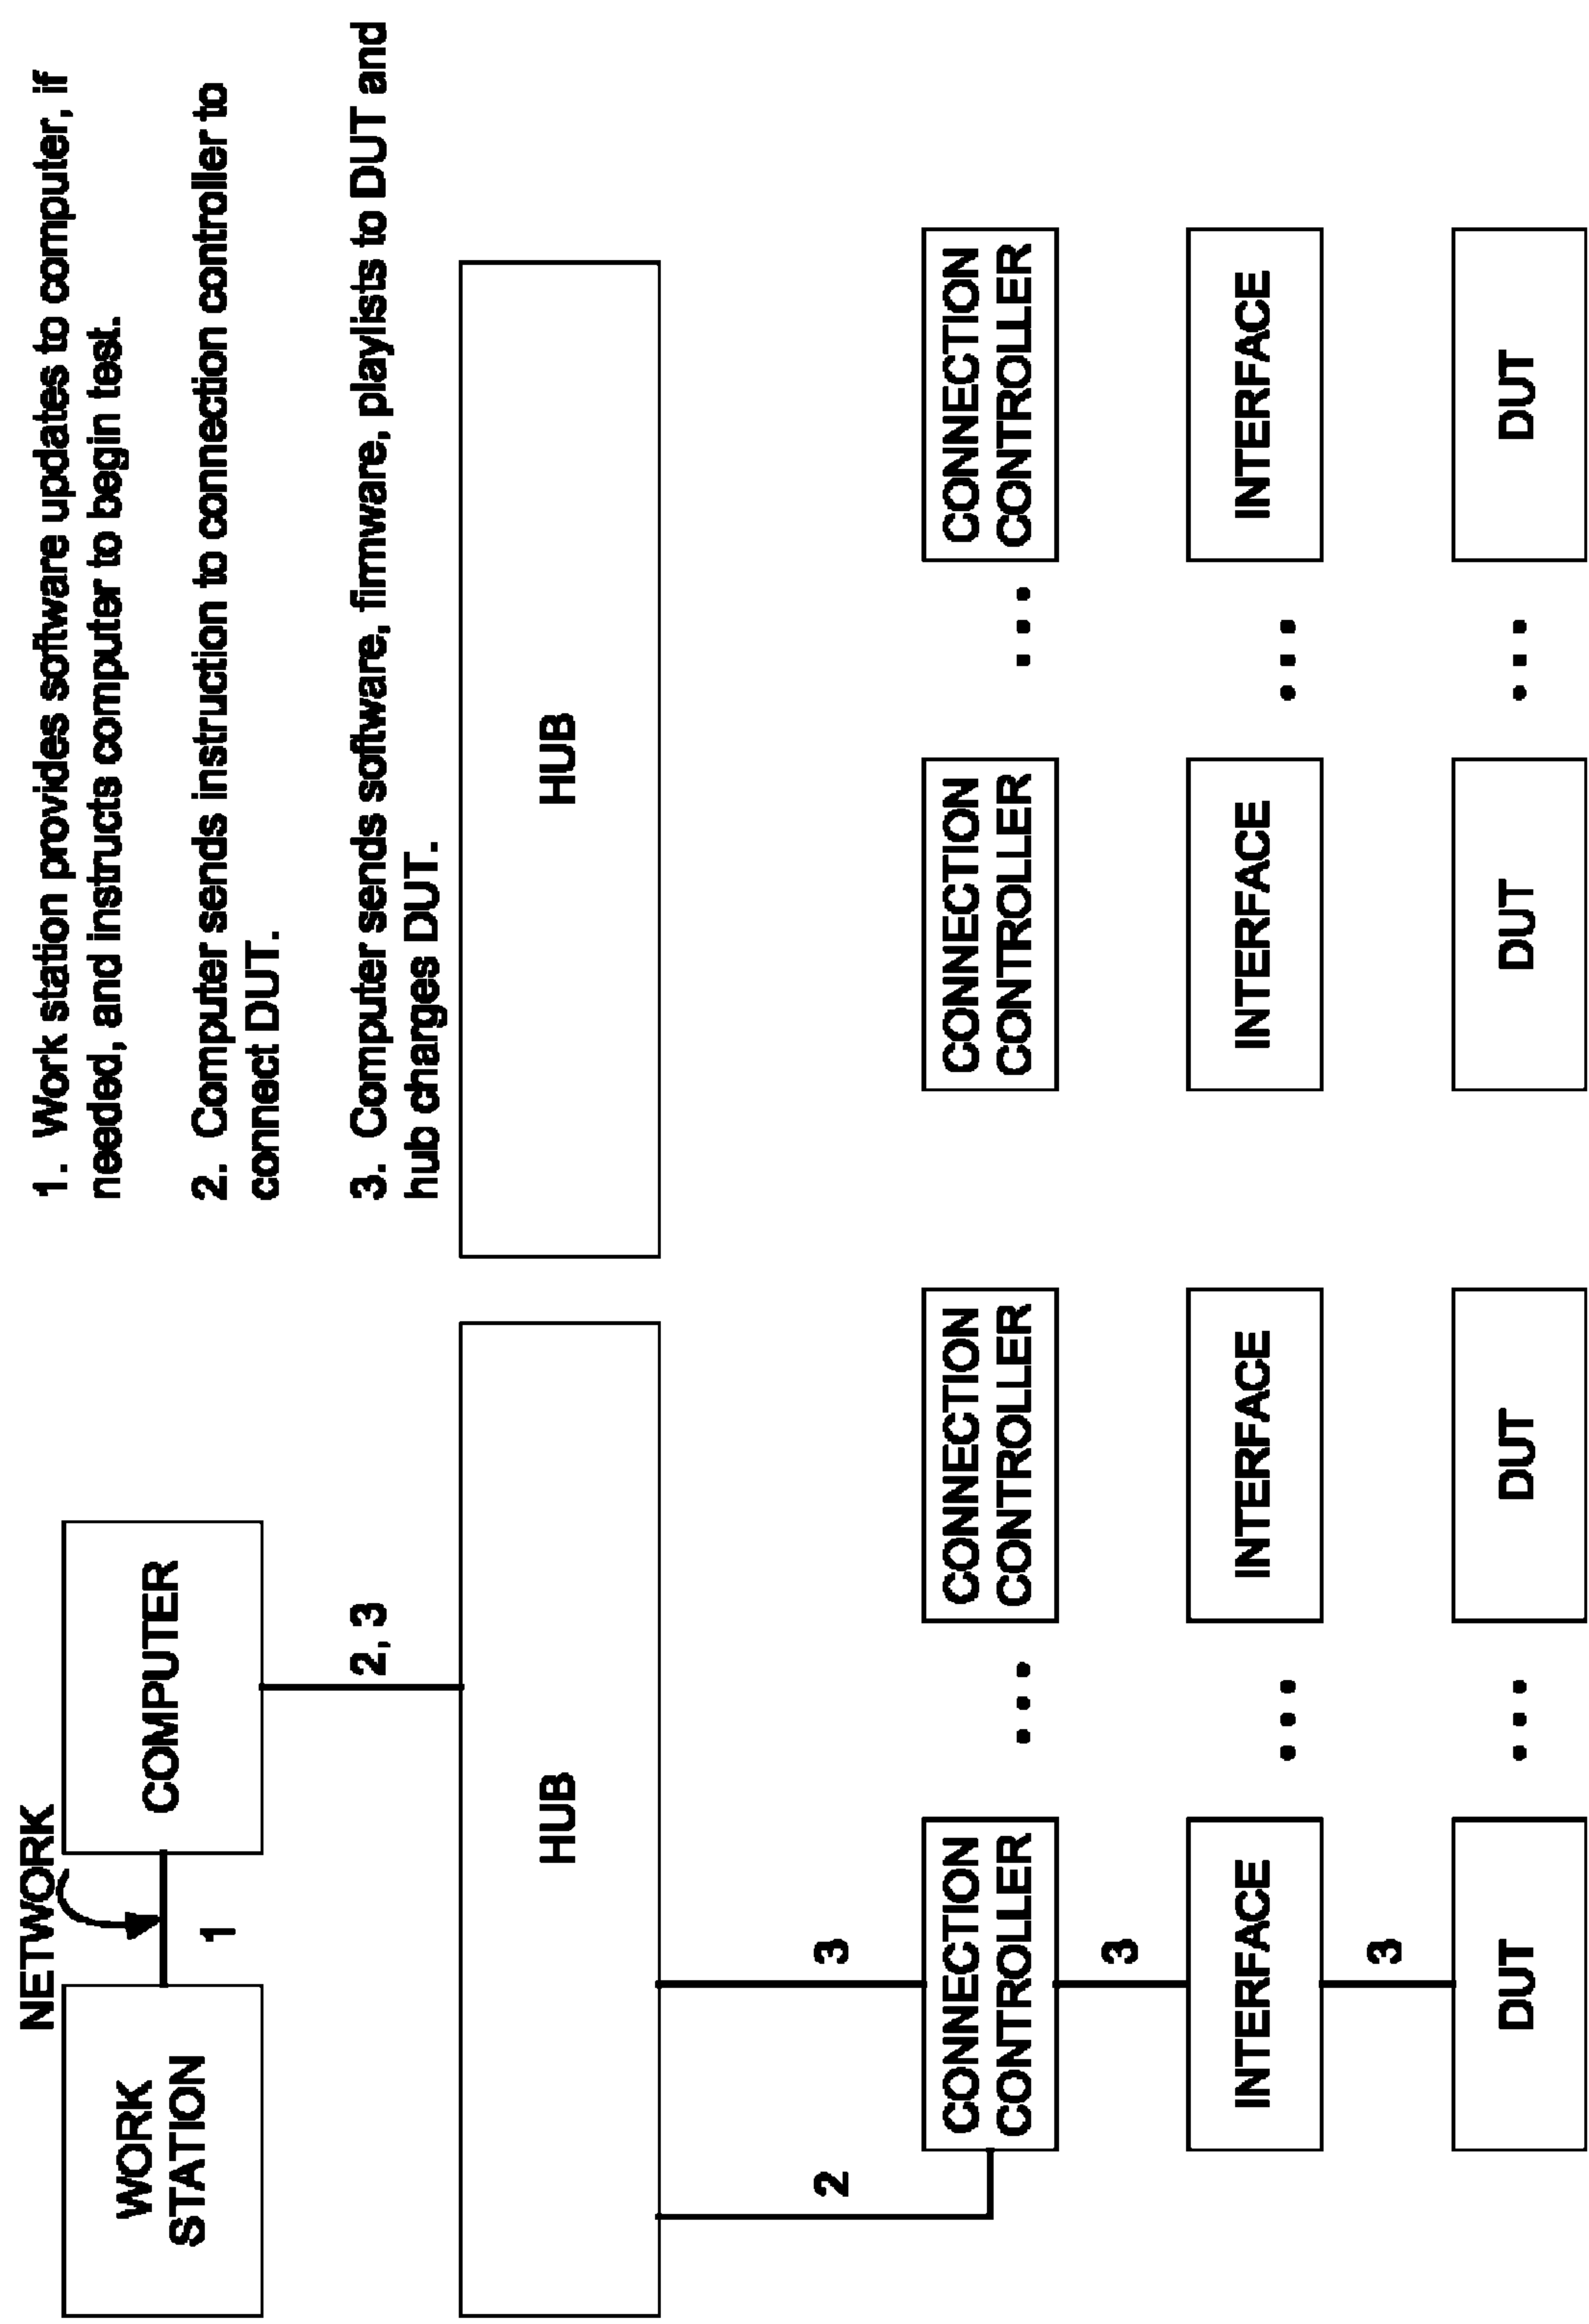 1. Work station provides software updates to computer, if
needed, and instructs computer to begin test.
2. Computer sends instruction to connection controller to
connect DUT.
3. Computer sends software, firmware, playlists to DUT and
hub charges DUT.
NETWORK
WORK
STATION
1
COMPUTER
2, 3
HUB
HUB
2
3
CONNECTION
CONTROLLER
...
CONNECTION
CONTROLLER
CONNECTION
CONTROLLER
...
CONNECTION
CONTROLLER
3
INTERFACE
...
INTERFACE
INTERFACE
...
INTERFACE
3
DUT
...
DUT
DUT
...
DUT